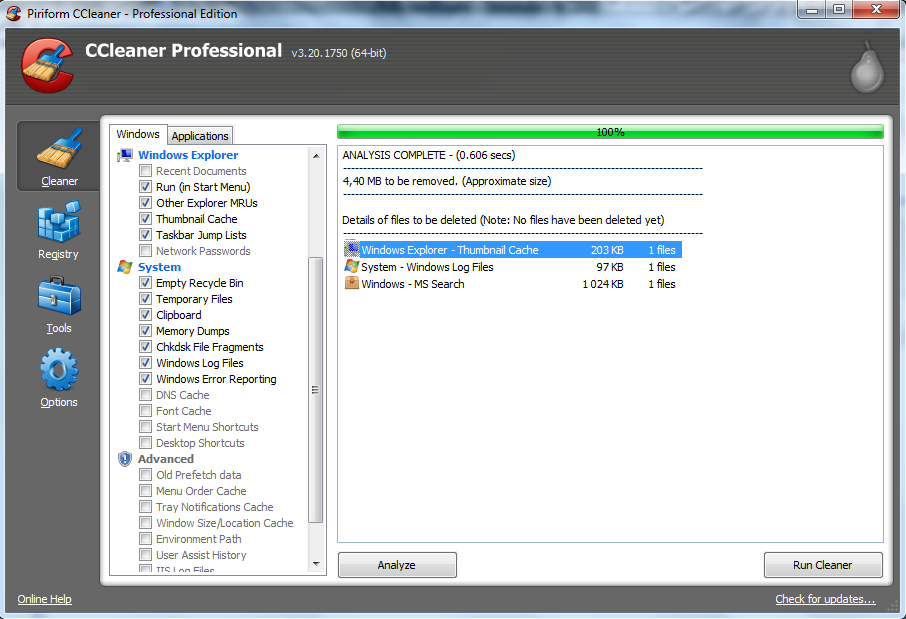 Piriform CCleaner - Professional Edition
CCleaner Professional v3.20.1750 (64-bit)
Cleaner
Registry
Tools
Options
Windows Applications
Windows Explorer
Recent Documents
Run (in Start Menu)
Other Explorer MRUs
Thumbnail Cache
Taskbar Jump Lists
Network Passwords
System
Empty Recycle Bin
Temporary Files
Clipboard
Memory Dumps
Chkdsk File Fragments
Windows Log Files
Windows Error Reporting
DNS Cache
Font Cache
Start Menu Shortcuts
Desktop Shortcuts
Advanced
Old Prefetch data
Menu Order Cache
Tray Notifications Cache
Window Size/Location Cache
Environment Path
User Assist History
IIS Log Files
100%
ANALYSIS COMPLETE - (0.606 secs)
4,40 MB to be removed. (Approximate size)
Details of files to be deleted (Note: No files have been deleted yet)
Windows Explorer - Thumbnail Cache 203 KB 1 files
System - Windows Log Files 97 KB 1 files
Windows - MS Search 1 024 KB 1 files
Analyze
Run Cleaner
Online Help
Check for updates...